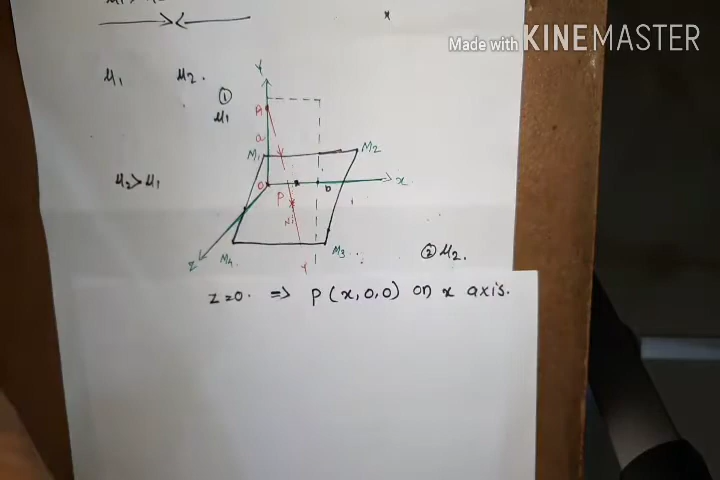 Made with KINEMASTER
x
μ1 μ2.
Y
①
μ1
A
a
M1 M2
μ2>μ1
O
P
b
x
Ni
Z
M4
Y
M3
② μ2.
Z=0. => P(x,0,0) on x axis.